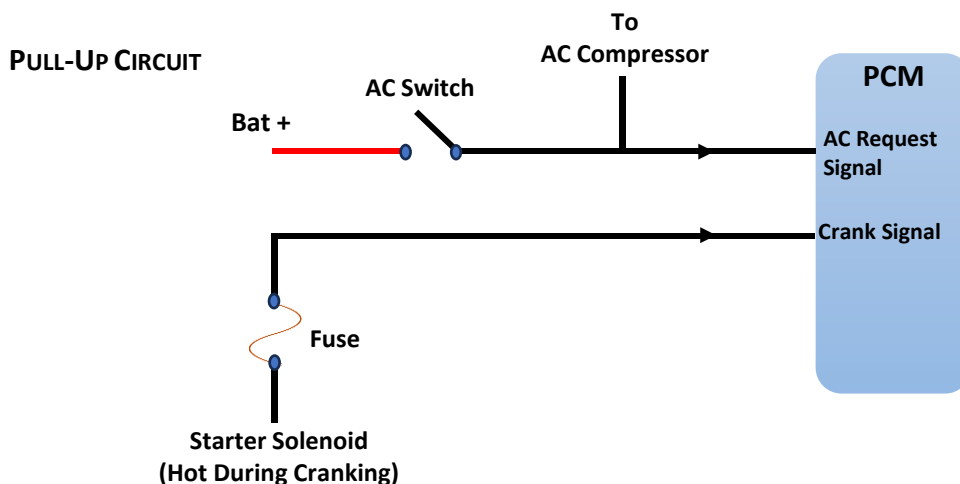 PULL-UP CIRCUIT
To
AC Compressor
AC Switch
Bat +
PCM
AC Request
Signal
Crank Signal
Fuse
Starter Solenoid
(Hot During Cranking)